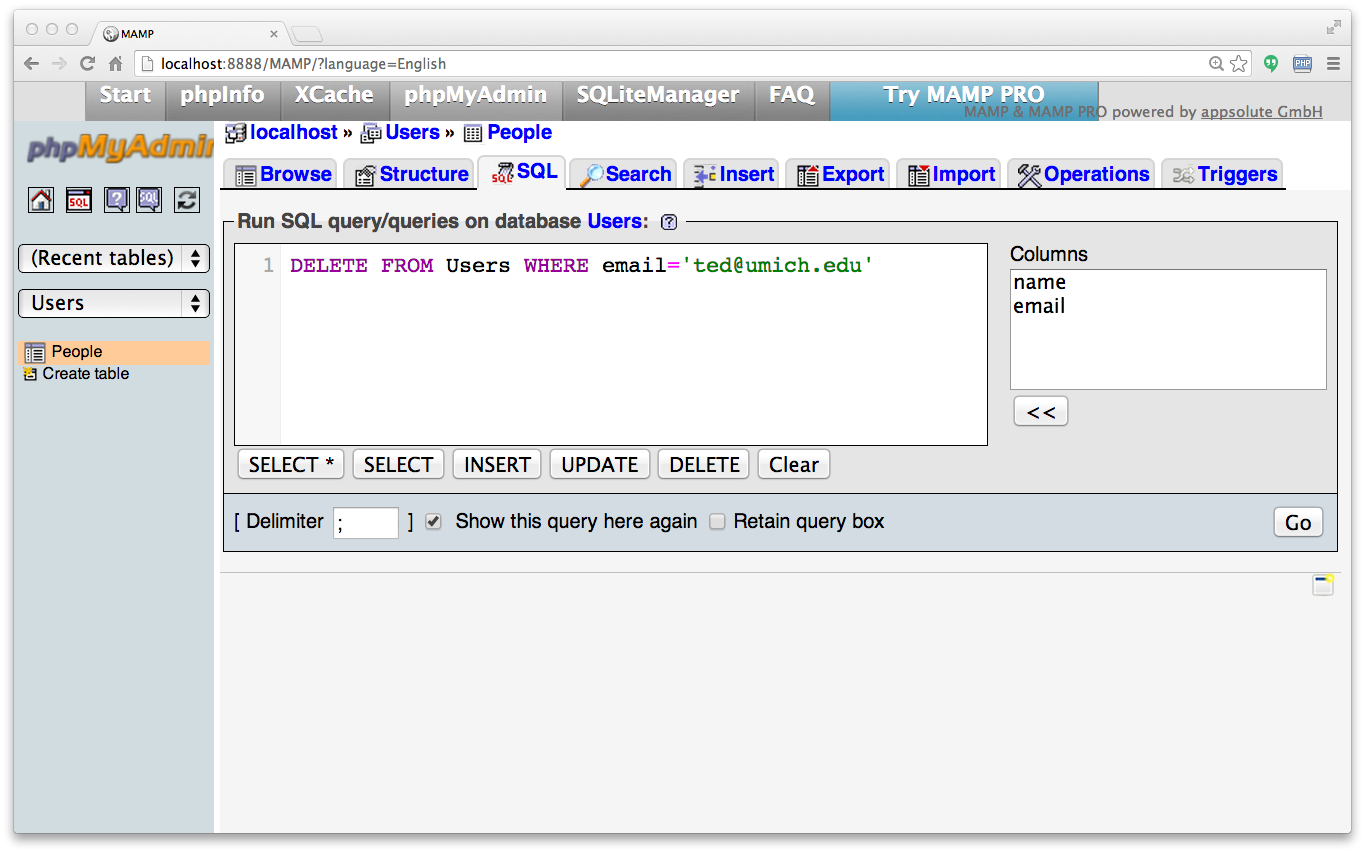 MAMP
localhost:8888/MAMP/?language=English
PHP
Start phpInfo XCache phpMyAdmin SQLiteManager FAQ Try MAMP PRO
MAMP & MAMP PRO powered by appsolute GmbH
phpMyAdmin
localhost » Users » People
Browse Structure SQL Search Insert Export Import Operations Triggers
SQL SQL
(Recent tables)
Users
People
Create table
Run SQL query/queries on database Users:
1 DELETE FROM Users WHERE email='ted@umich.edu'
Columns
name
email
<<
SELECT * SELECT INSERT UPDATE DELETE Clear
[ Delimiter ; ] Show this query here again Retain query box Go